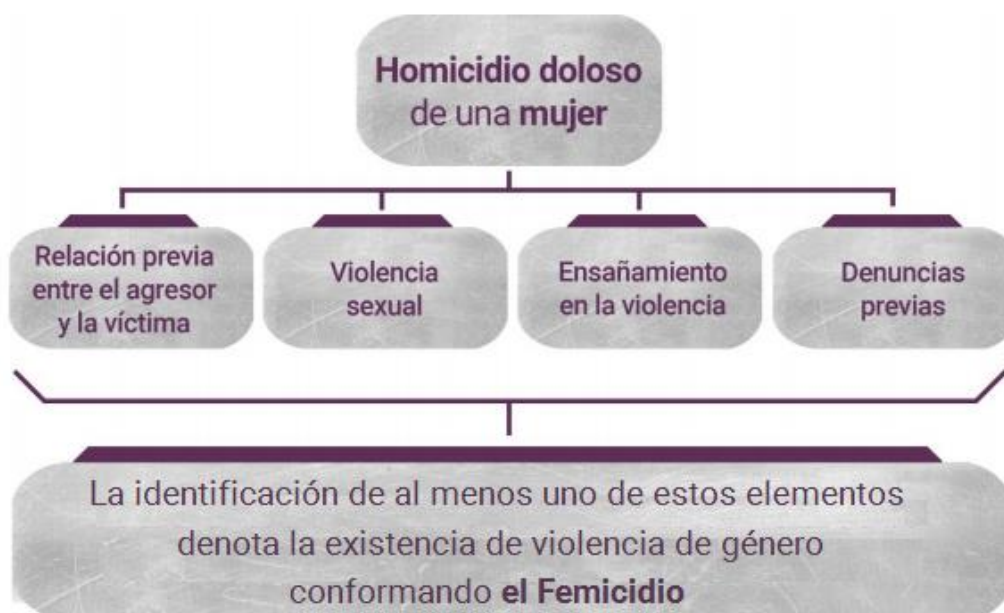 Homicidio doloso
de una mujer
Relación previa
entre el agresor
y la víctima
Violencia
sexual
Ensañamiento
en la violencia
Denuncias
previas
La identificación de al menos uno de estos elementos
denota la existencia de violencia de género
conformando el Femicidio